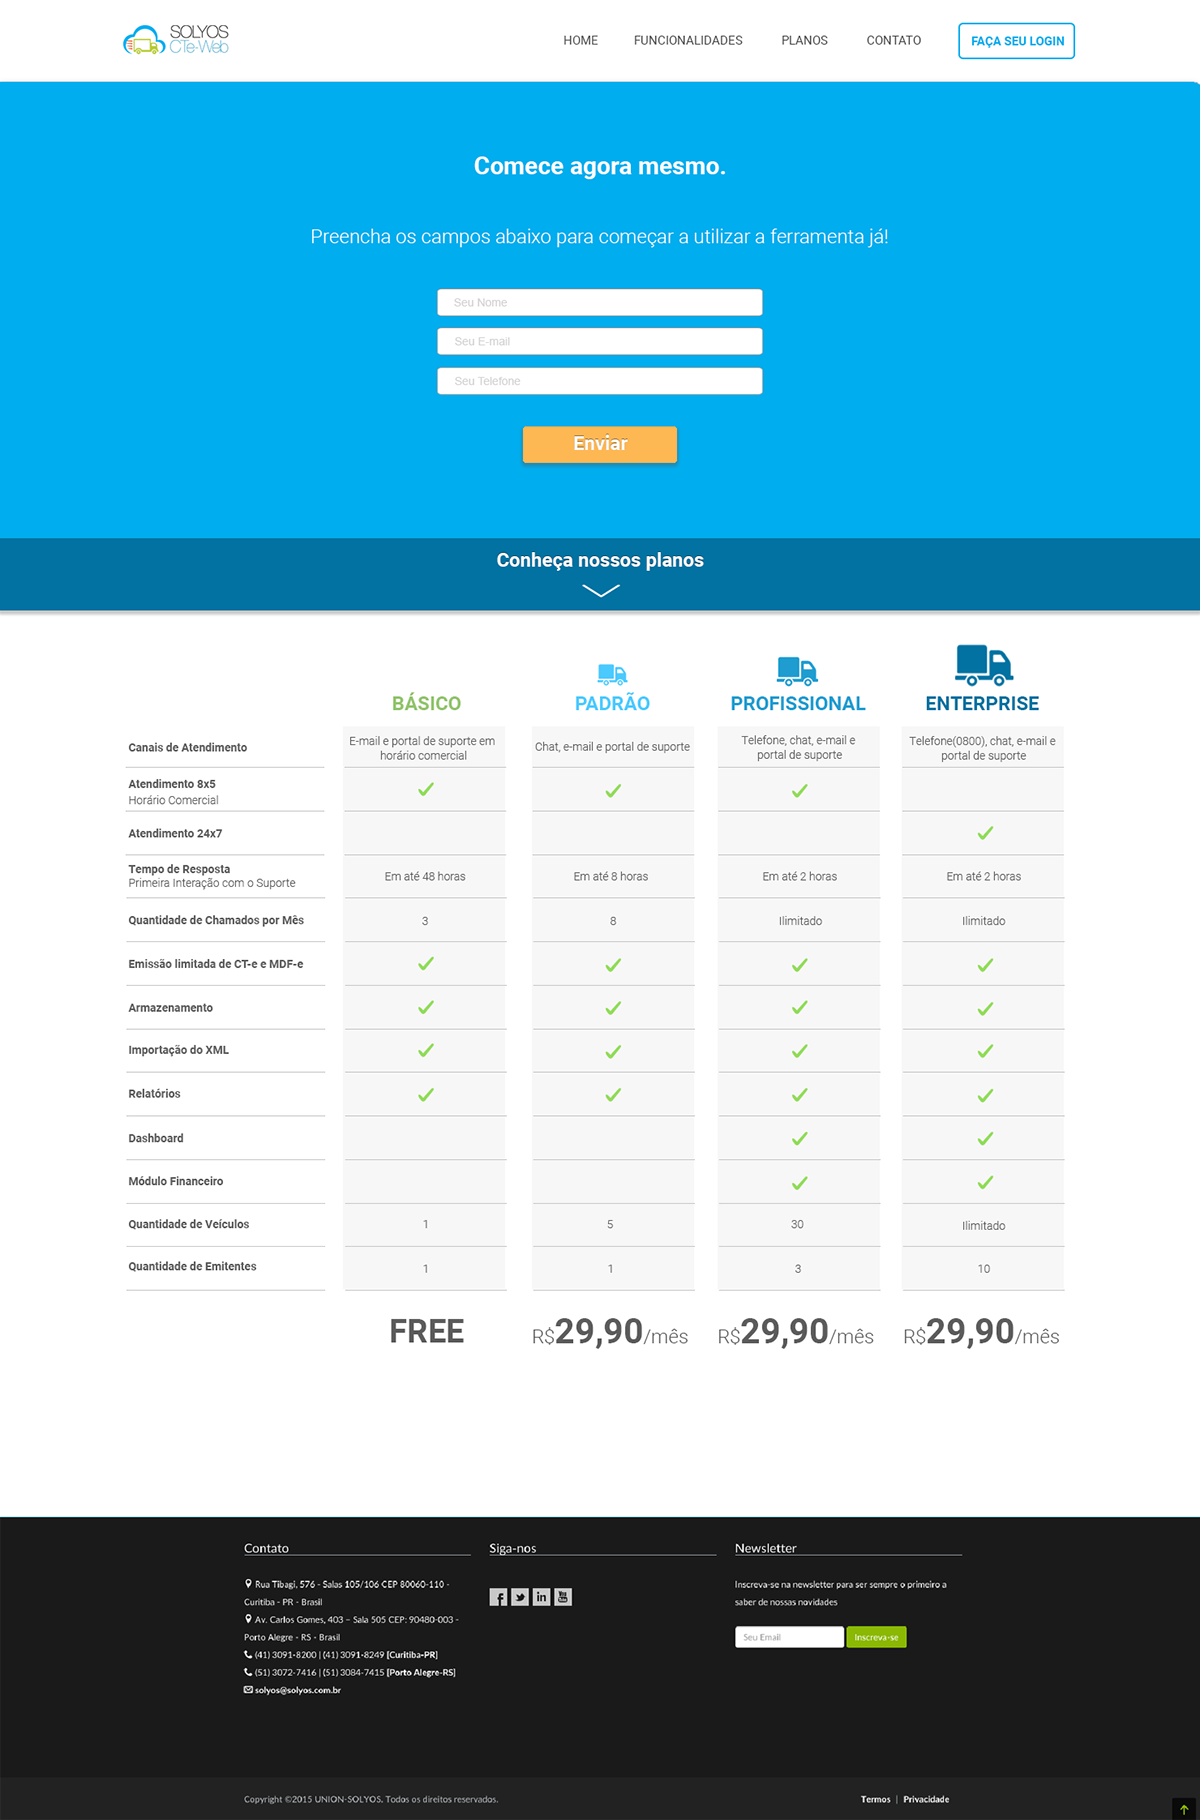 SOLYOS
CTe-Web
HOME FUNCIONALIDADES PLANOS CONTATO FAÇA SEU LOGIN
Comece agora mesmo.
Preencha os campos abaixo para começar a utilizar a ferramenta já!
Seu Nome
Seu E-mail
Seu Telefone
Enviar
Conheça nossos planos
BÁSICO PADRÃO PROFISSIONAL ENTERPRISE
Canais de Atendimento
E-mail e portal de suporte em
horário comercial
Chat, e-mail e portal de suporte
Telefone, chat, e-mail e
portal de suporte
Telefone(0800), chat, e-mail e
portal de suporte
Atendimento 8x5
Horário Comercial
Atendimento 24x7
Tempo de Resposta
Primeira Interação com o Suporte
Em até 48 horas Em até 8 horas Em até 2 horas Em até 2 horas
Quantidade de Chamados por Mês 3 8 Ilimitado Ilimitado
Emissão limitada de CT-e e MDF-e
Armazenamento
Importação do XML
Relatórios
Dashboard
Módulo Financeiro
Quantidade de Veículos 1 5 30 Ilimitado
Quantidade de Emitentes 1 1 3 10
FREE R$29,90/mês R$29,90/mês R$29,90/mês
Contato
Rua Tibagi, 576 - Salas 105/106 CEP 80060-110 -
Curitiba - PR - Brasil
Av. Carlos Gomes, 403 – Sala 505 CEP: 90480-003 -
Porto Alegre - RS - Brasil
(41) 3091-8200 | (41) 3091-8249 [Curitiba-PR]
(51) 3072-7416 | (51) 3084-7415 [Porto Alegre-RS]
solyos@solyos.com.br
Siga-nos
Newsletter
Inscreva-se na newsletter para ser sempre o primeiro a
saber de nossas novidades
Seu Email Inscreva-se
Copyright ©2015 UNION-SOLYOS. Todos os direitos reservados.
Termos | Privacidade